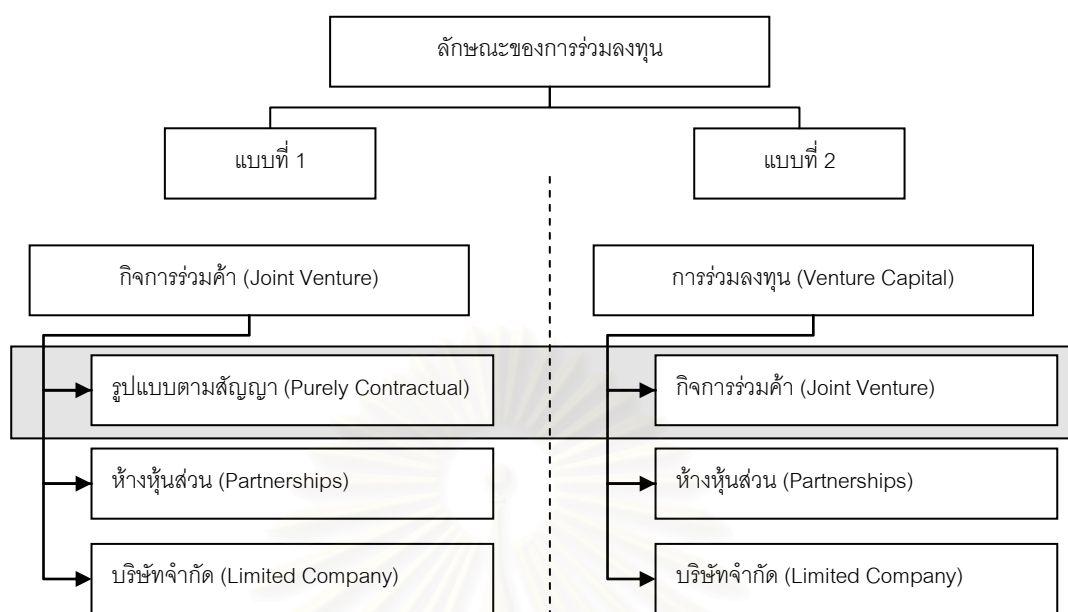 ลักษณะของการร่วมลงทุน
แบบที่ 1
แบบที่ 2
กิจการร่วมค้า (Joint Venture)
รูปแบบตามสัญญา (Purely Contractual)
ห้างหุ้นส่วน (Partnerships)
บริษัทจำกัด (Limited Company)
การร่วมลงทุน (Venture Capital)
กิจการร่วมค้า (Joint Venture)
ห้างหุ้นส่วน (Partnerships)
บริษัทจำกัด (Limited Company)